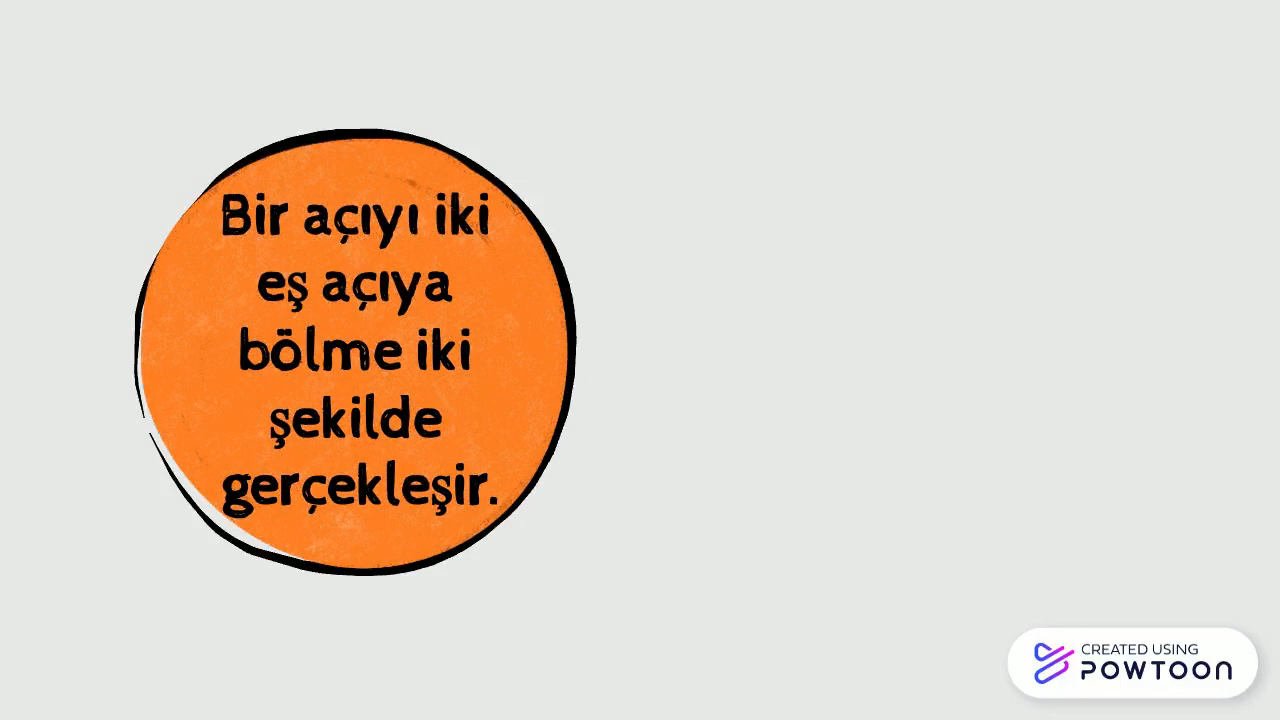 Bir açıyı iki
eş açıya
bölme iki
şekilde
gerçekleşir.
CREATED USING
POWTOON